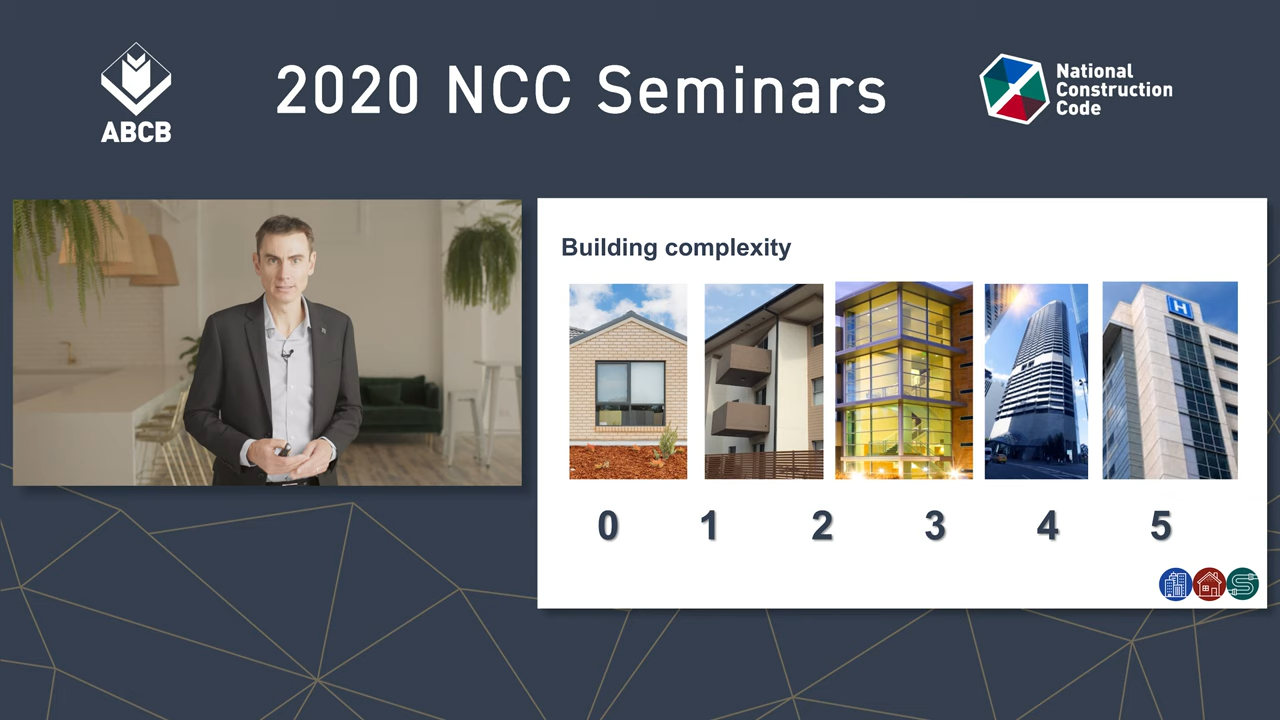 2020 NCC Seminars
ABCB
National
Construction
Code
Building complexity
H
0 1 2 3 4 5